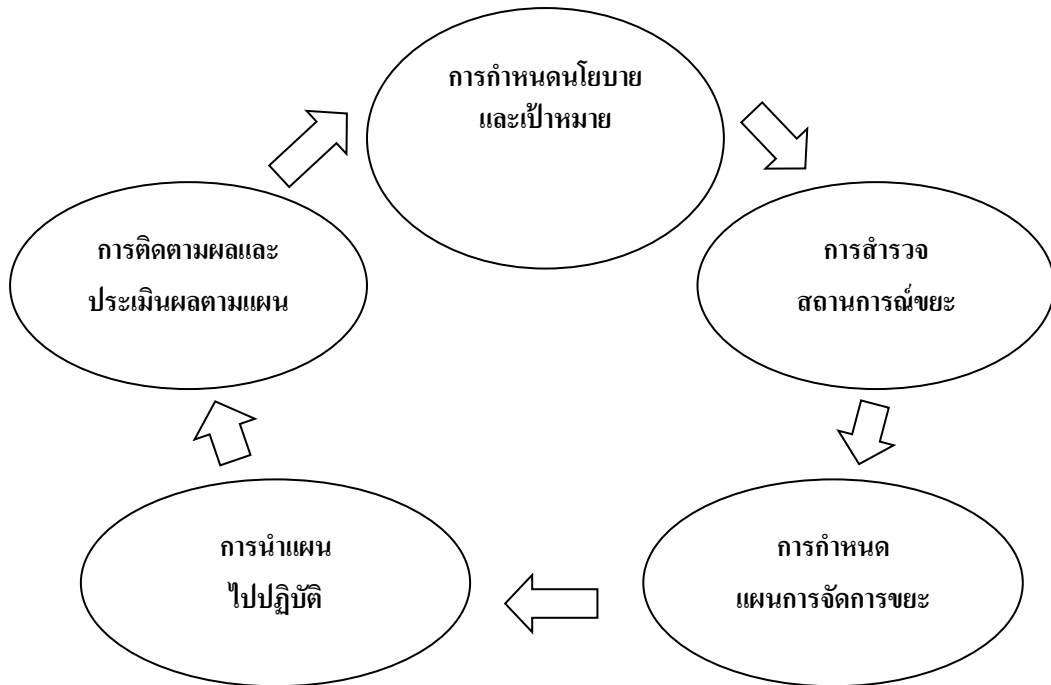 การกำหนดนโยบาย
และเป้าหมาย
การสำรวจ
สถานการณ์ขยะ
การกำหนด
แผนการจัดการขยะ
การนำแผน
ไปปฏิบัติ
การติดตามผลและ
ประเมินผลตามแผน